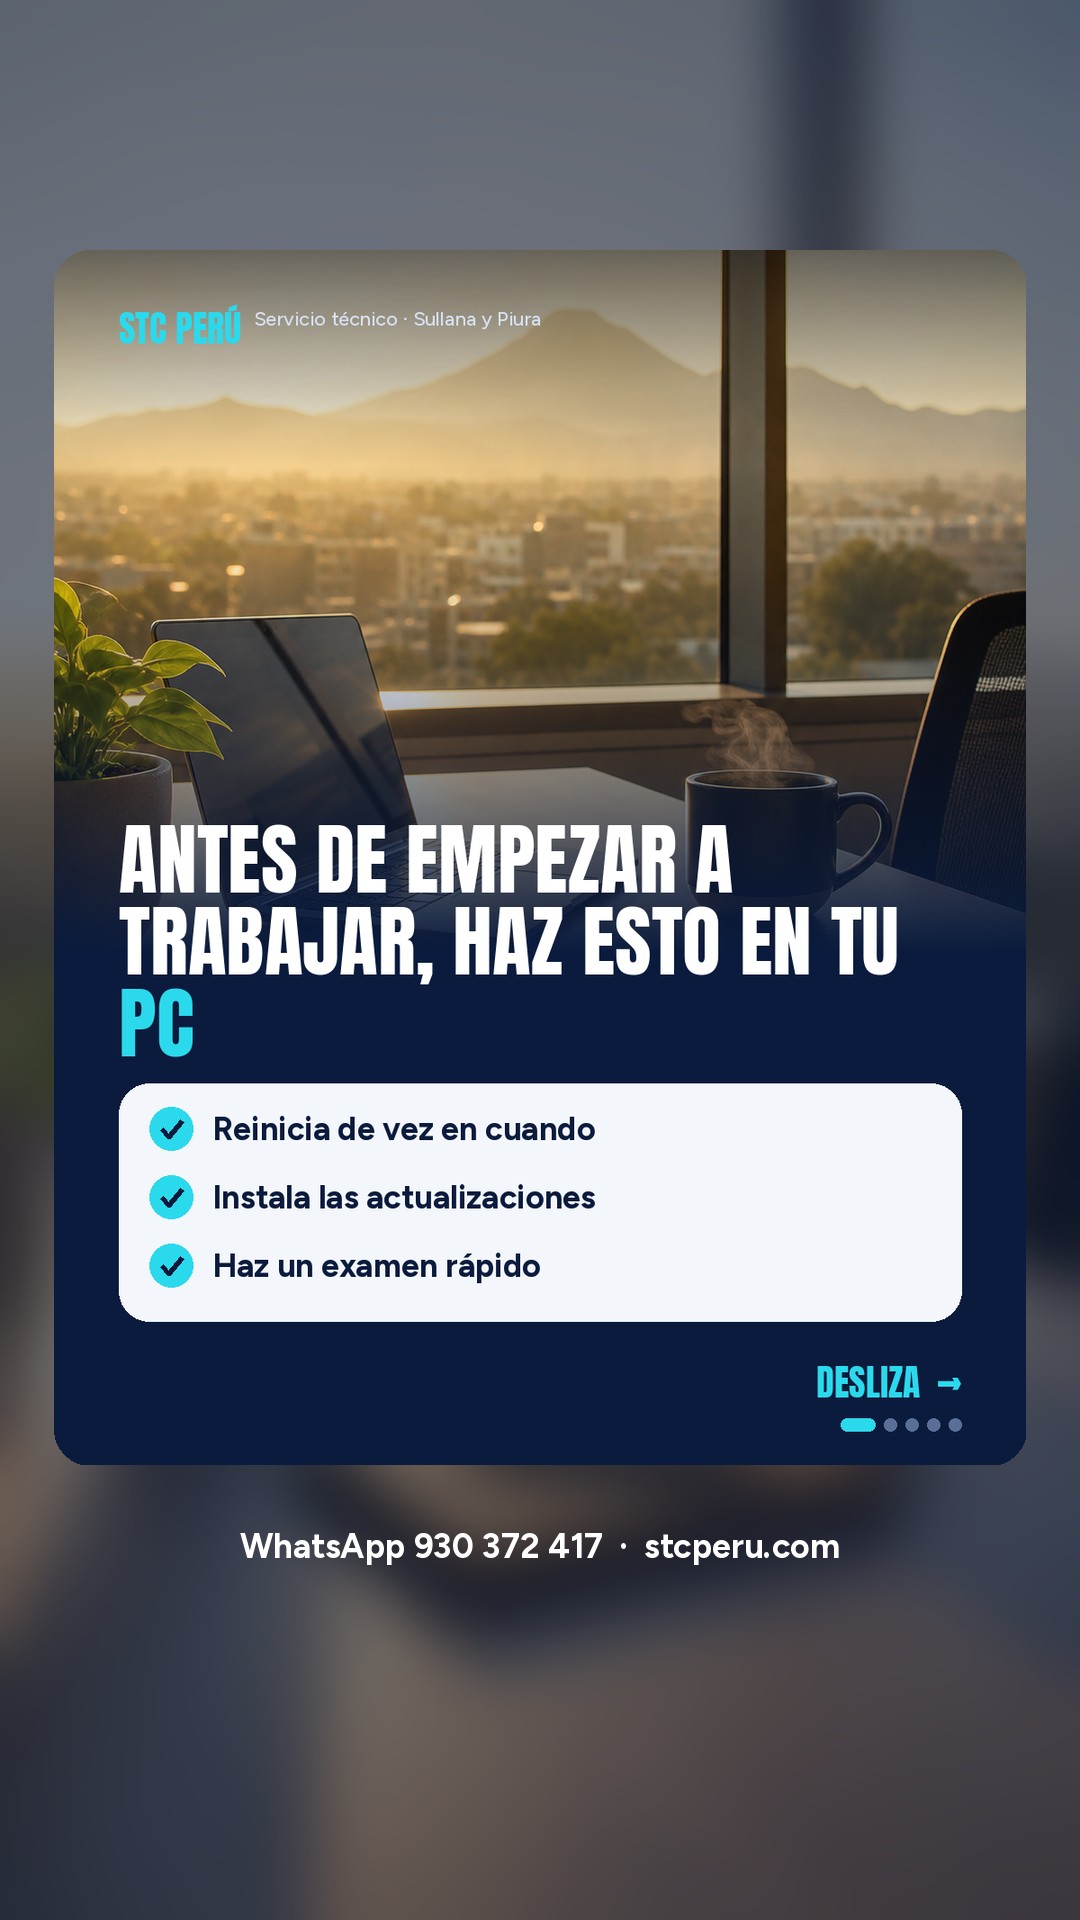 STC PERÚ Servicio técnico · Sullana y Piura
ANTES DE EMPEZAR A
TRABAJAR, HAZ ESTO EN TU
PC
Reinicia de vez en cuando
Instala las actualizaciones
Haz un examen rápido
DESLIZA →
WhatsApp 930 372 417 · stcperu.com